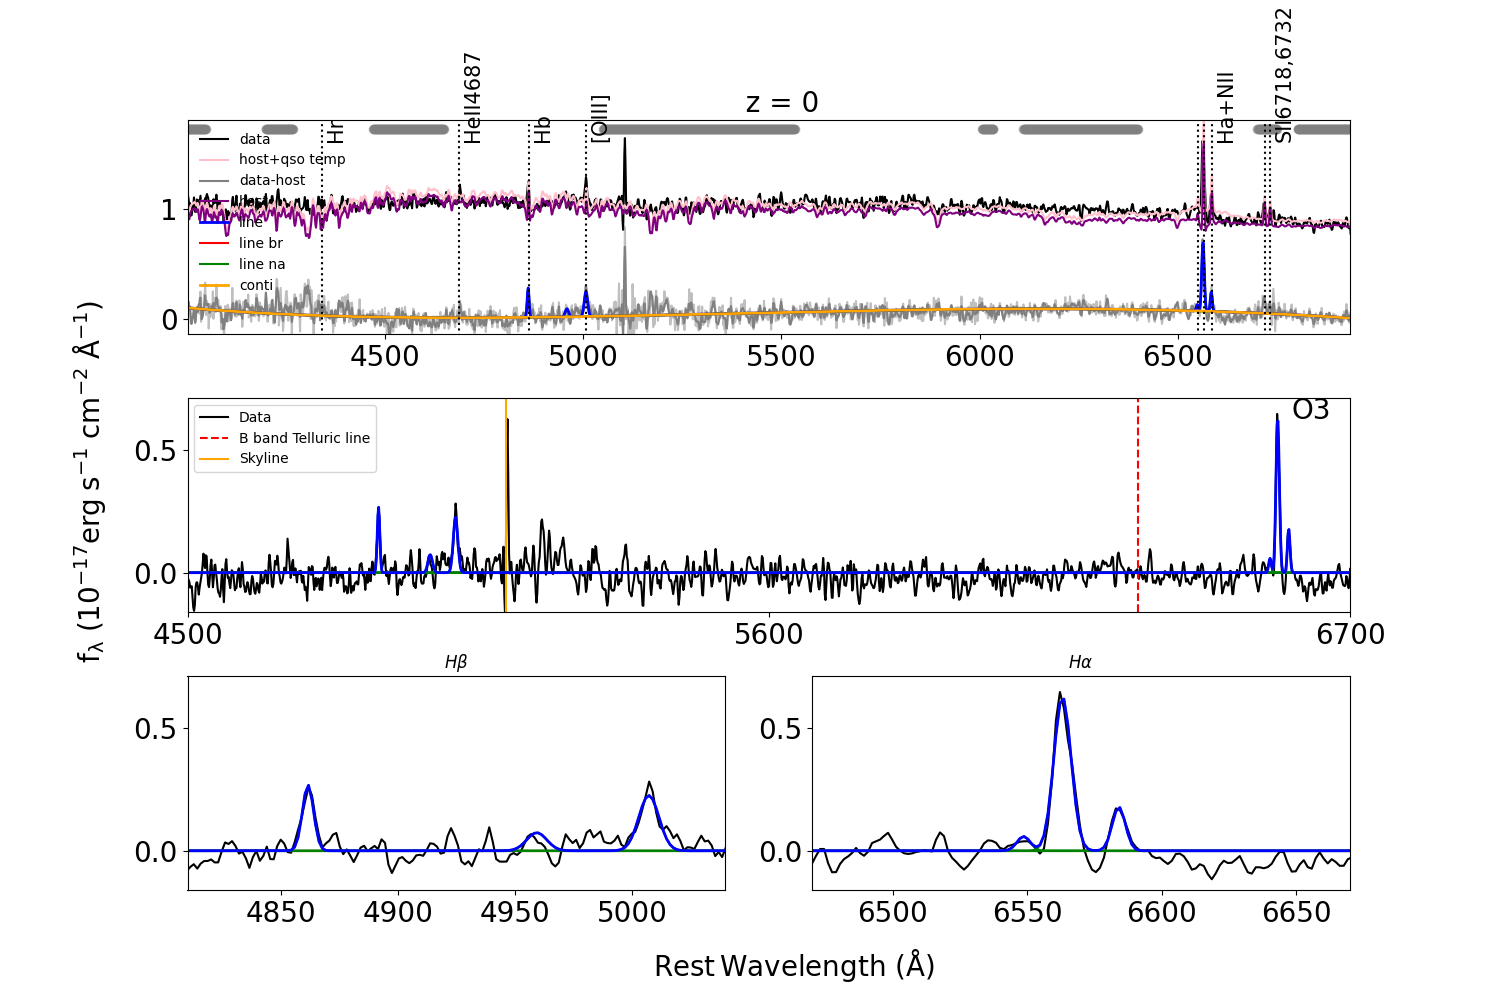 z = 0
Hr
HeII4687
Hb
[OIII]
Ha+NII
SII6718,6732
data
host+qso temp
data-host
line
line br
line na
conti
1
0
4500
5000
5500
6000
6500
f_λ (10^−17 erg s^−1 cm^−2 Å^−1)
Data
B band Telluric line
Skyline
O3
0.5
0.0
4500
5600
6700
Hβ
0.5
0.0
4850
4900
4950
5000
Hα
0.5
0.0
6500
6550
6600
6650
Rest Wavelength (Å)